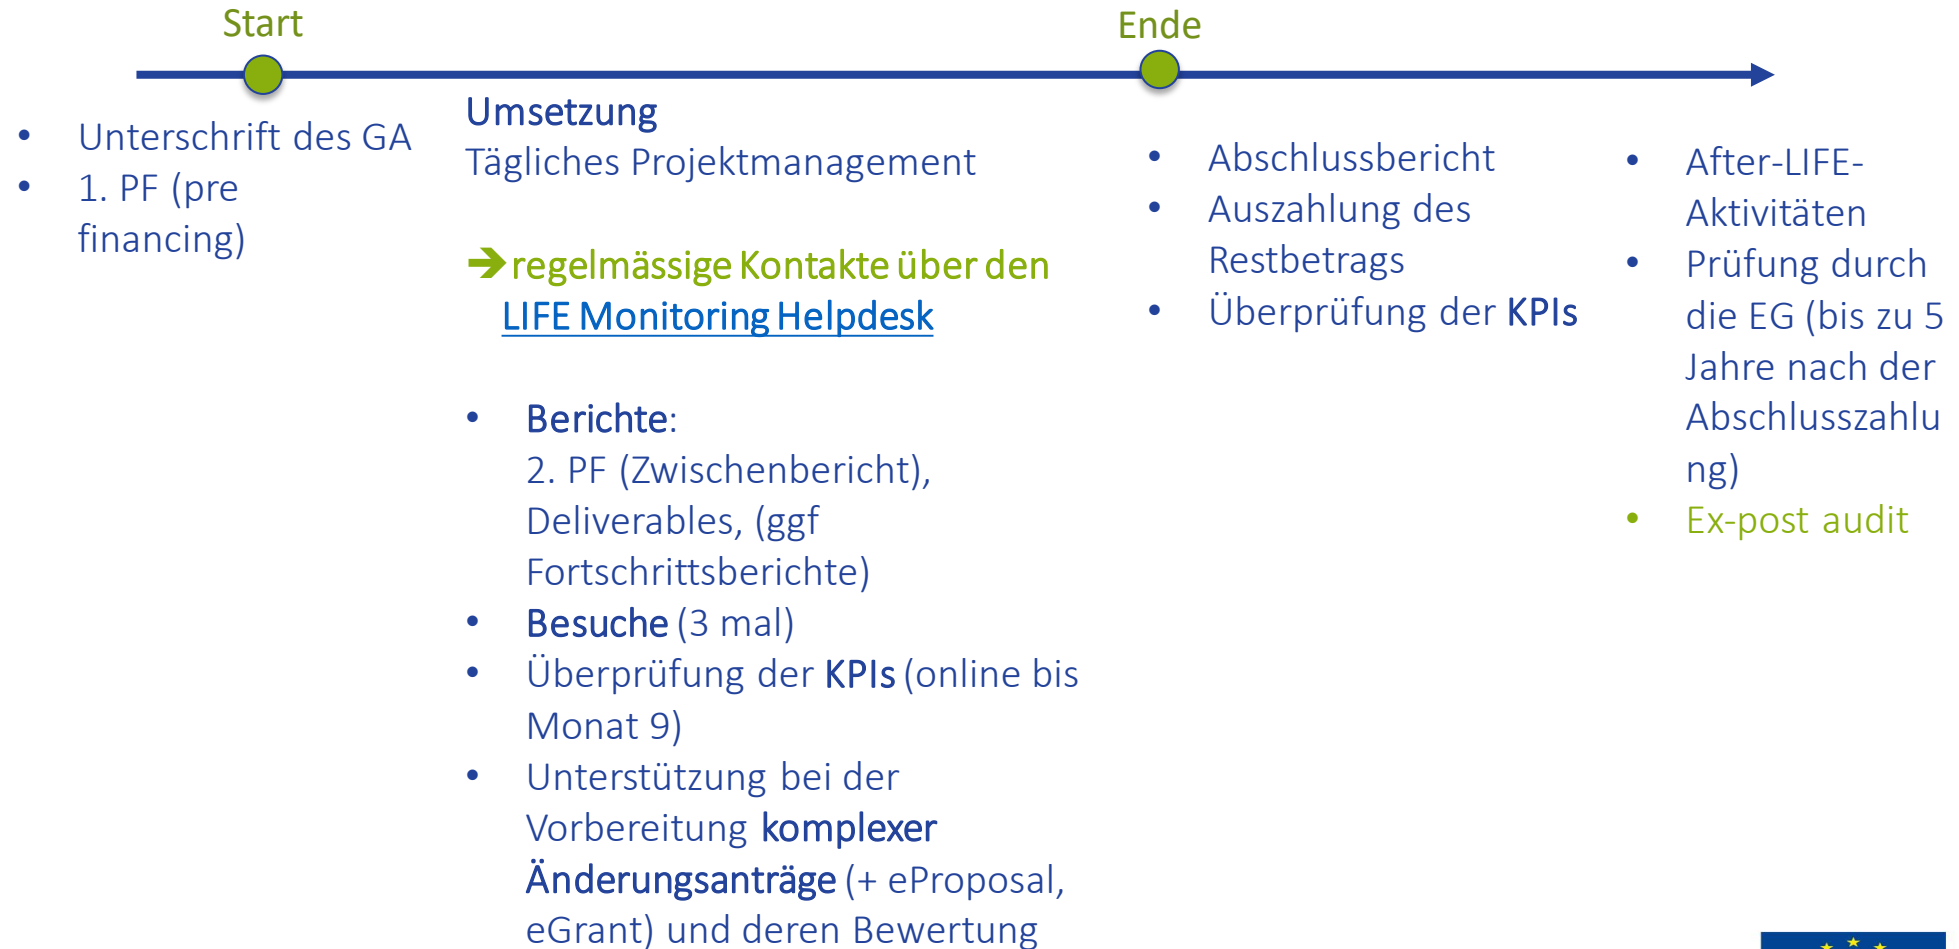 Start
Ende
• Unterschrift des GA
• 1. PF (pre
financing)
Umsetzung
Tägliches Projektmanagement
➔regelmässige Kontakte über den
LIFE Monitoring Helpdesk
• Berichte:
2. PF (Zwischenbericht),
Deliverables, (ggf
Fortschrittsberichte)
• Besuche (3 mal)
• Überprüfung der KPIs (online bis
Monat 9)
• Unterstützung bei der
Vorbereitung komplexer
Änderungsanträge (+ eProposal,
eGrant) und deren Bewertung
• Abschlussbericht
• Auszahlung des
Restbetrags
• Überprüfung der KPIs
• After-LIFE-
Aktivitäten
• Prüfung durch
die EG (bis zu 5
Jahre nach der
Abschlusszahlu
ng)
• Ex-post audit